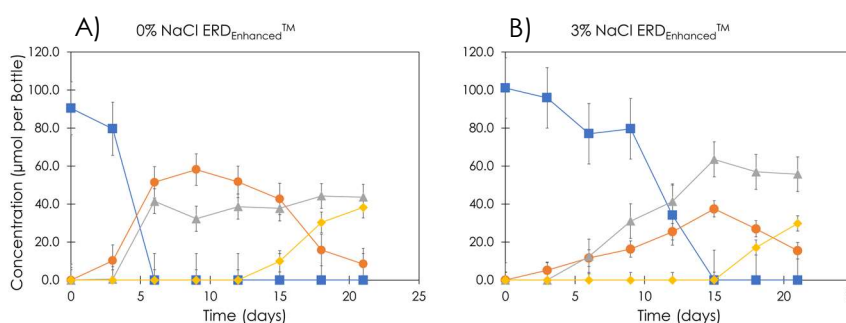 A) 0% NaCl ERDEnhanced™
B) 3% NaCl ERDEnhanced™
Concentration (µmol per Bottle)
120.0
100.0
80.0
60.0
40.0
20.0
0.0
0 5 10 15 20 25
Time (days)
120.0
100.0
80.0
60.0
40.0
20.0
0.0
0 5 10 15 20
Time (days)